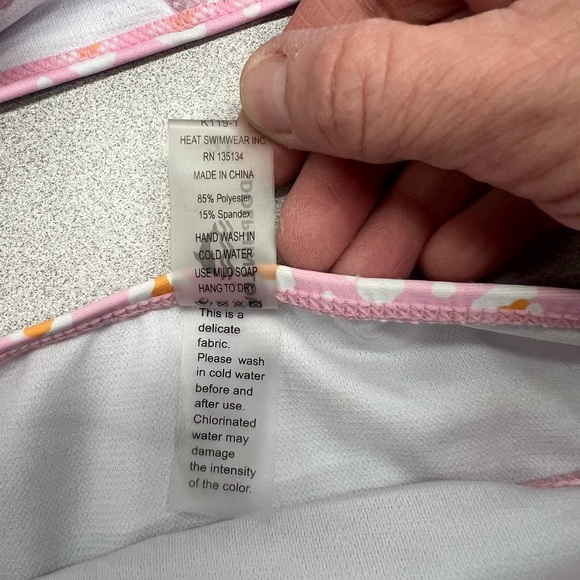 K119-1
HEAT SWIMWEAR INC
RN 135134
MADE IN CHINA
85% Polyester
15% Spandex
HAND WASH IN
COLD WATER
USE MILD SOAP
HANG TO DRY
This is a
delicate
fabric.
Please wash
in cold water
before and
after use.
Chlorinated
water may
damage
the intensity
of the color.